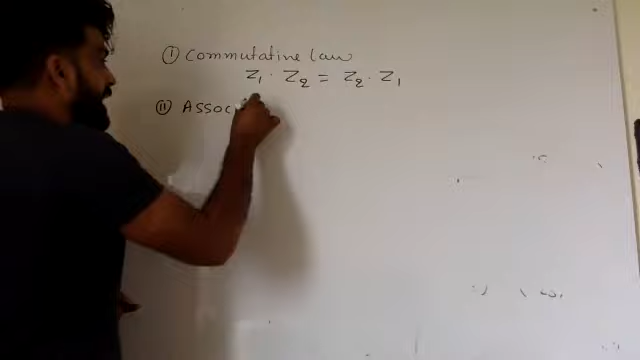 (i) Commutative law
Z₁ · Z₂ = Z₂ · Z₁
(ii) Assoc